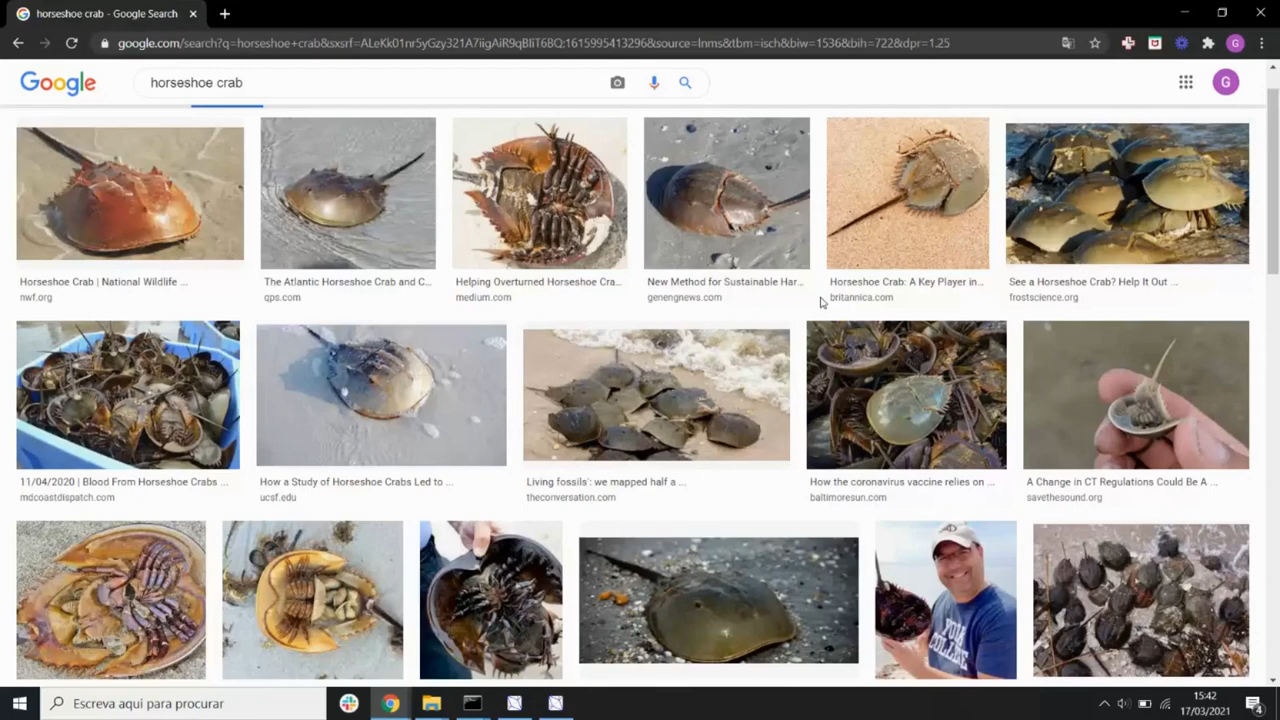 horseshoe crab - Google Search
google.com/search?q=horseshoe+crab&sxsrf=ALeKk01nr5yGzy321A7iigAiR9qBIiT6BQ:1615995413296&source=lnms&tbm=isch&biw=1536&bih=722&dpr=1.25
G
Google
horseshoe crab
G
Horseshoe Crab | National Wildlife ...
nwf.org
The Atlantic Horseshoe Crab and C...
qps.com
Helping Overturned Horseshoe Cra...
medium.com
New Method for Sustainable Har...
genengnews.com
Horseshoe Crab: A Key Player in...
britannica.com
See a Horseshoe Crab? Help It Out ...
frostscience.org
11/04/2020 | Blood From Horseshoe Crabs ...
mdcoastdispatch.com
How a Study of Horseshoe Crabs Led to ...
ucsf.edu
Living fossils': we mapped half a ...
theconversation.com
How the coronavirus vaccine relies on ...
baltimoresun.com
A Change in CT Regulations Could Be A ...
savethesound.org
COLLEGE
Escreva aqui para procurar
15:42
17/03/2021
4